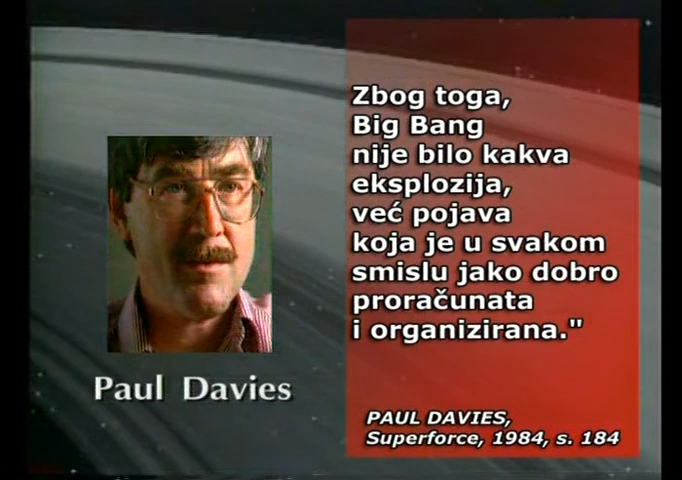 Zbog toga,
Big Bang
nije bilo kakva
eksplozija,
već pojava
koja je u svakom
smislu jako dobro
proračunata
i organizirana."
Paul Davies
PAUL DAVIES,
Superforce, 1984, s. 184